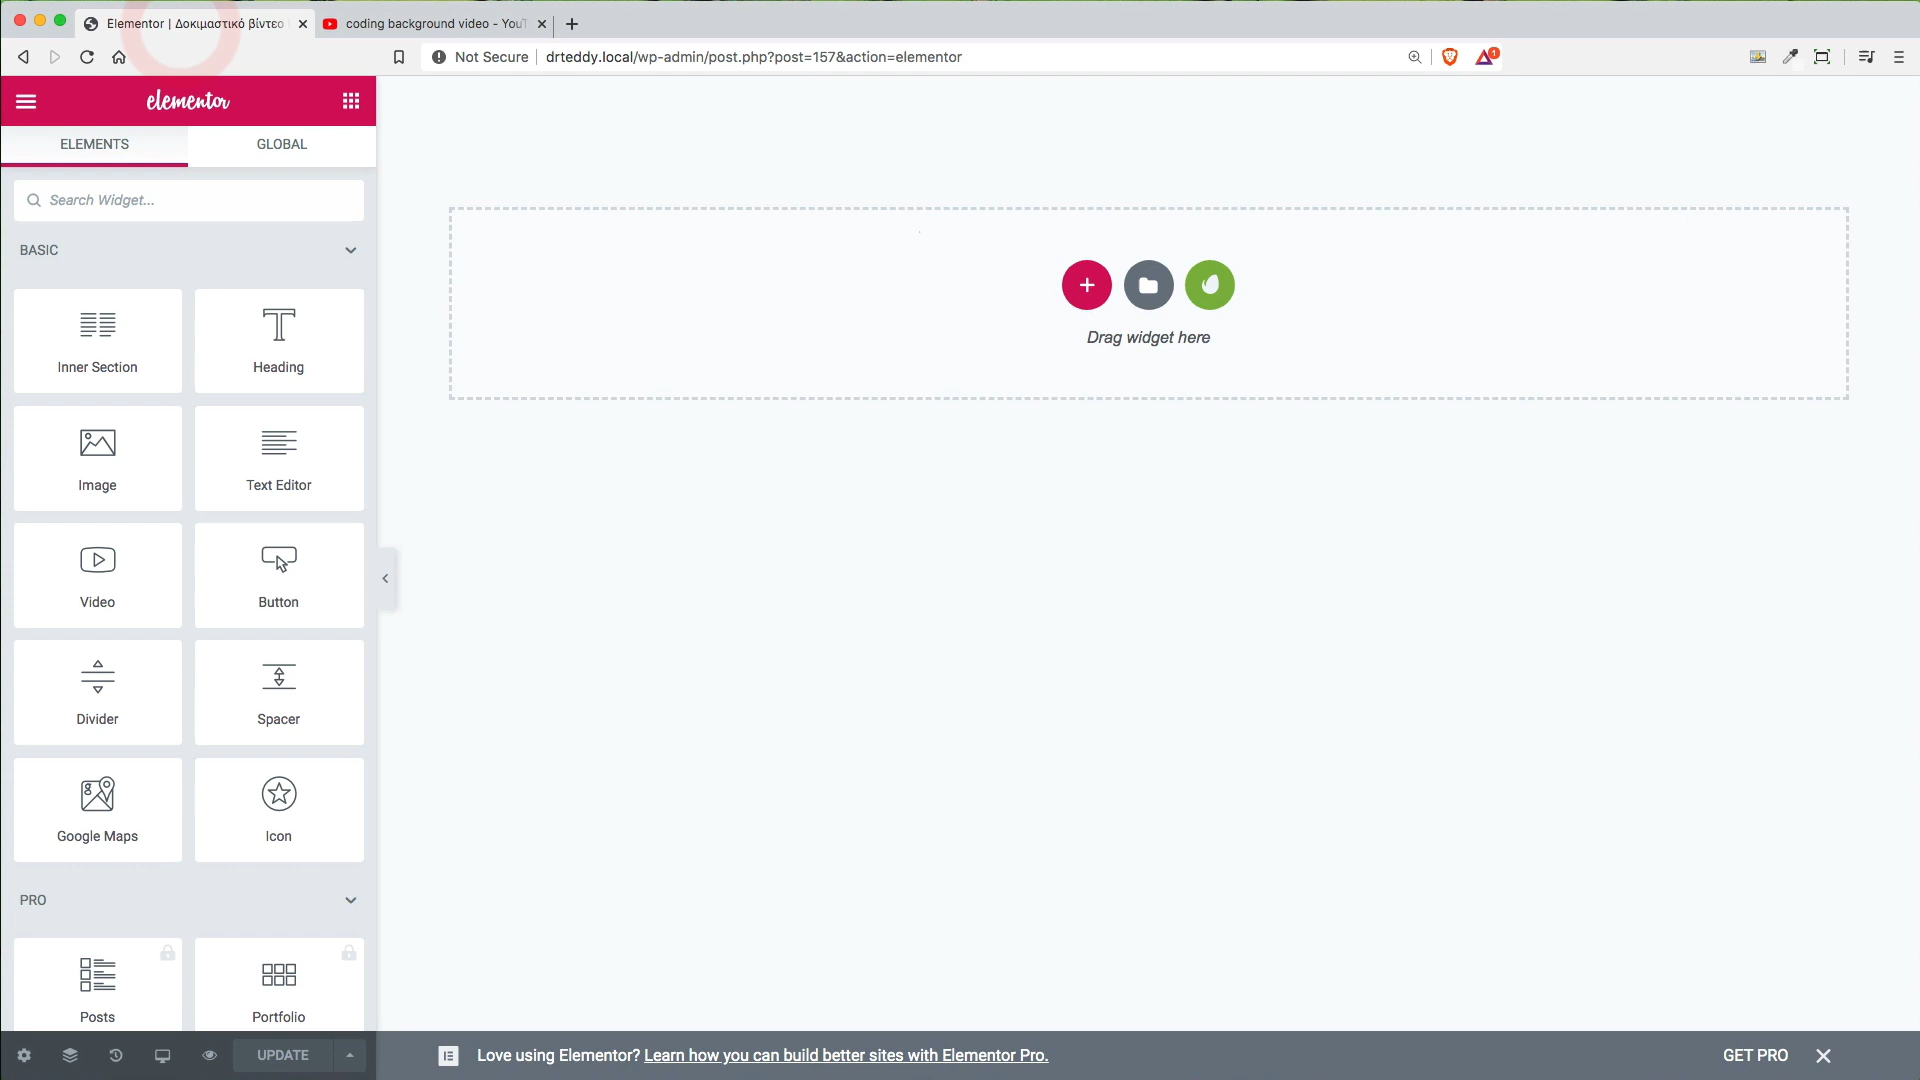 Elementor | Δοκιμαστικό βίντεο
coding background video - YouT
Not Secure
drteddy.local/wp-admin/post.php?post=157&action=elementor
1
elementor
ELEMENTS
GLOBAL
Search Widget...
BASIC
Inner Section
Heading
Image
Text Editor
Video
Button
Divider
Spacer
Google Maps
Icon
PRO
Posts
Portfolio
Drag widget here
UPDATE
Love using Elementor? Learn how you can build better sites with Elementor Pro.
GET PRO